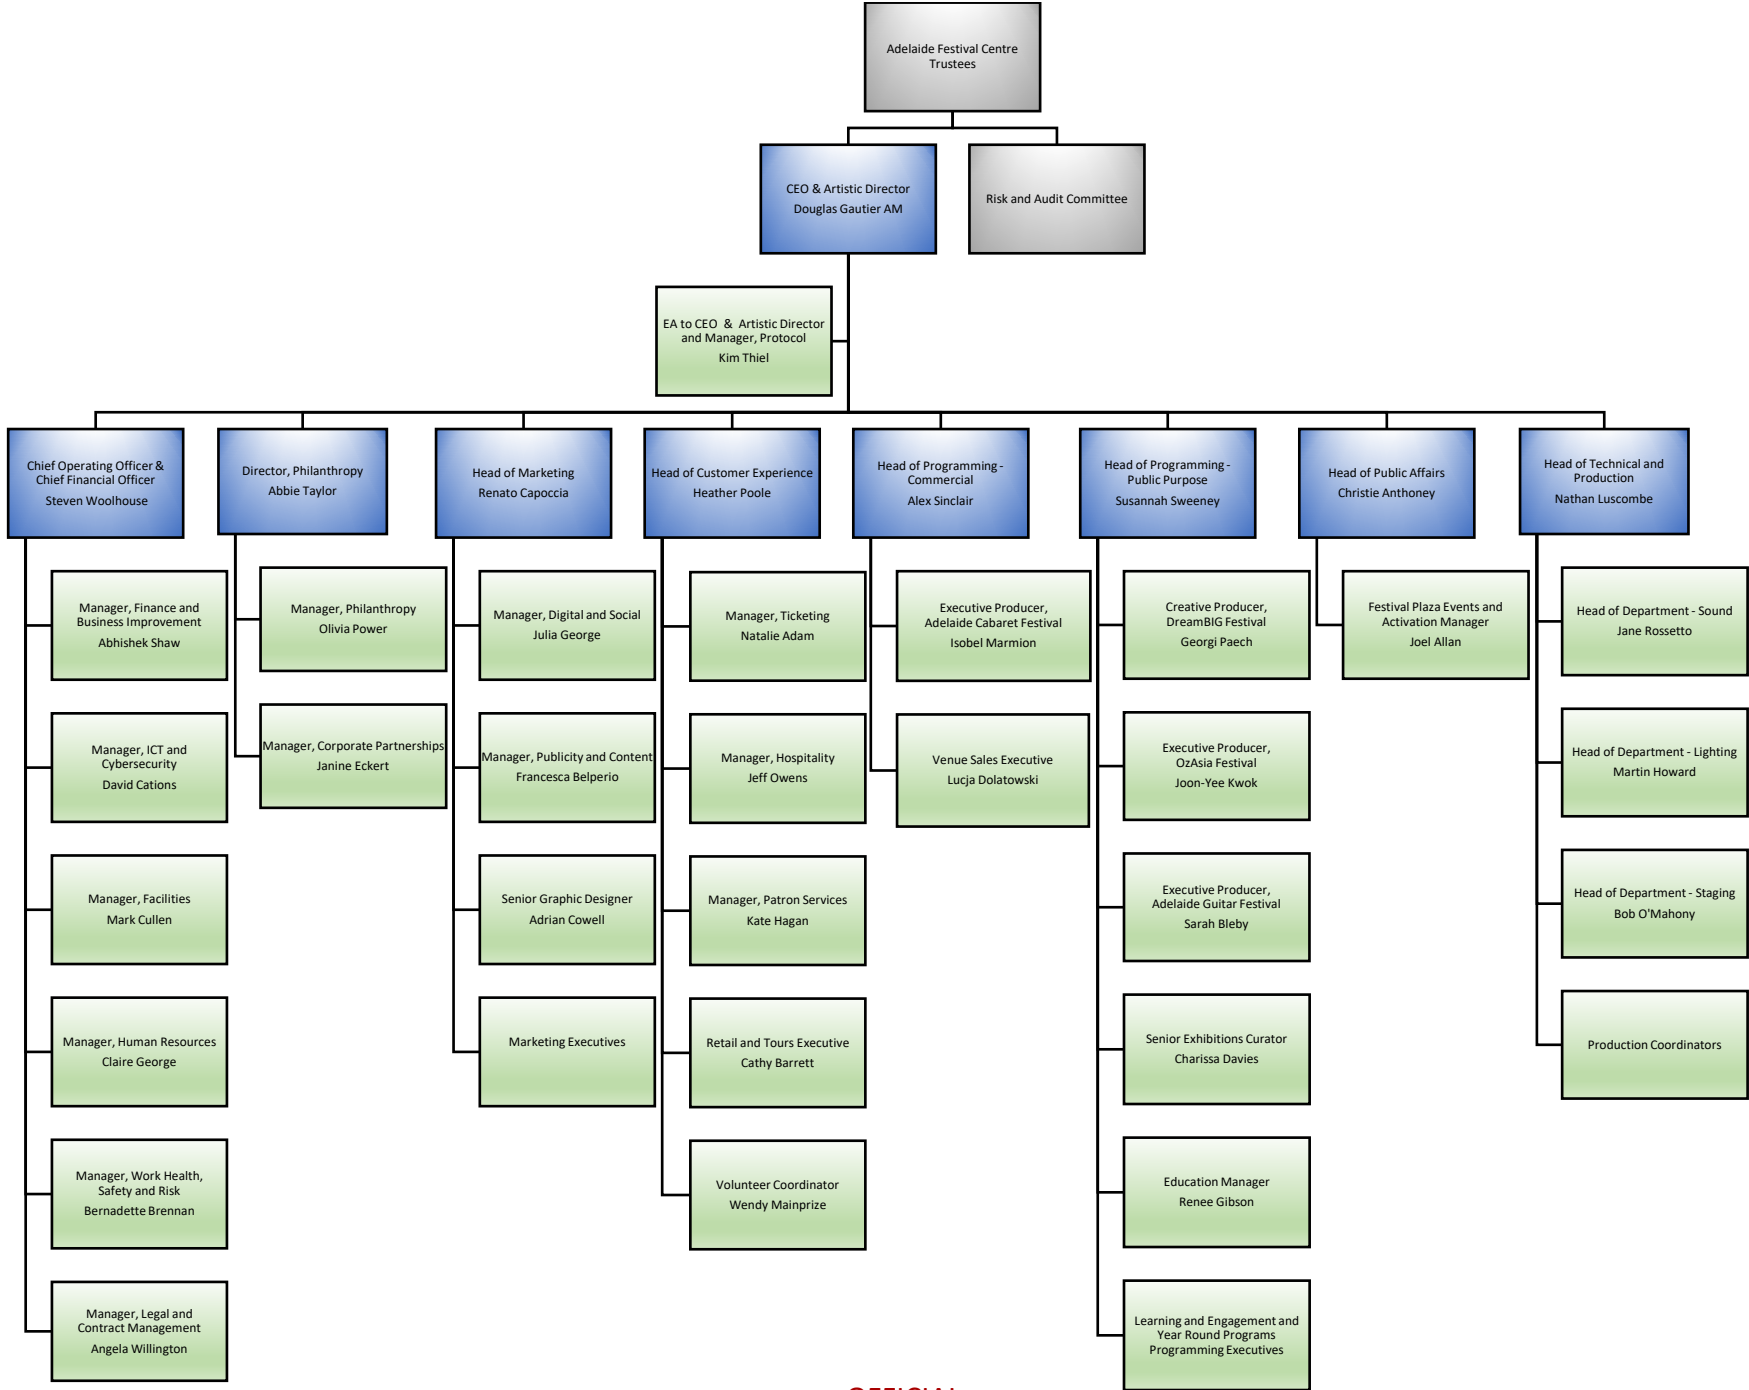 Adelaide Festival Centre
Trustees
CEO & Artistic Director
Douglas Gautier AM
Risk and Audit Committee
EA to CEO & Artistic Director
and Manager, Protocol
Kim Thiel
Chief Operating Officer &
Chief Financial Officer
Steven Woolhouse
Director, Philanthropy
Abbie Taylor
Head of Marketing
Renato Capoccia
Head of Customer Experience
Heather Poole
Head of Programming -
Commercial
Alex Sinclair
Head of Programming -
Public Purpose
Susannah Sweeney
Head of Public Affairs
Christie Anthoney
Head of Technical and
Production
Nathan Luscombe
Manager, Finance and
Business Improvement
Abhishek Shaw
Manager, ICT and
Cybersecurity
David Cations
Manager, Facilities
Mark Cullen
Manager, Human Resources
Claire George
Manager, Work Health,
Safety and Risk
Bernadette Brennan
Manager, Legal and
Contract Management
Angela Willington
Manager, Philanthropy
Olivia Power
Manager, Corporate Partnerships
Janine Eckert
Manager, Digital and Social
Julia George
Manager, Publicity and Content
Francesca Belperio
Senior Graphic Designer
Adrian Cowell
Marketing Executives
Manager, Ticketing
Natalie Adam
Manager, Hospitality
Jeff Owens
Manager, Patron Services
Kate Hagan
Retail and Tours Executive
Cathy Barrett
Volunteer Coordinator
Wendy Mainprize
Executive Producer,
Adelaide Cabaret Festival
Isobel Marmion
Venue Sales Executive
Lucja Dolatowski
Creative Producer,
DreamBIG Festival
Georgi Paech
Executive Producer,
OzAsia Festival
Joon-Yee Kwok
Executive Producer,
Adelaide Guitar Festival
Sarah Bleby
Senior Exhibitions Curator
Charissa Davies
Education Manager
Renee Gibson
Learning and Engagement and
Year Round Programs
Programming Executives
Festival Plaza Events and
Activation Manager
Joel Allan
Head of Department - Sound
Jane Rossetto
Head of Department - Lighting
Martin Howard
Head of Department - Staging
Bob O'Mahony
Production Coordinators
OFFICIAL